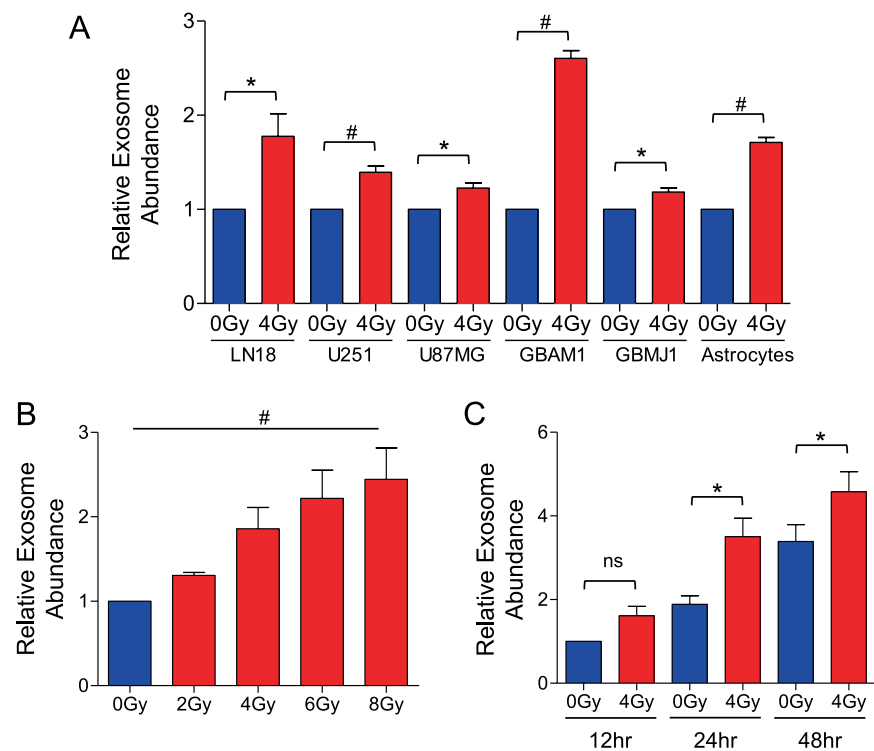 A
Relative Exosome
Abundance
3
2
1
0
*
#
*
#
*
#
0Gy 4Gy 0Gy 4Gy 0Gy 4Gy 0Gy 4Gy 0Gy 4Gy 0Gy 4Gy
LN18 U251 U87MG GBAM1 GBMJ1 Astrocytes
B
Relative Exosome
Abundance
3
2
1
0
#
0Gy 2Gy 4Gy 6Gy 8Gy
C
Relative Exosome
Abundance
6
4
2
0
ns
*
*
0Gy 4Gy 0Gy 4Gy 0Gy 4Gy
12hr 24hr 48hr